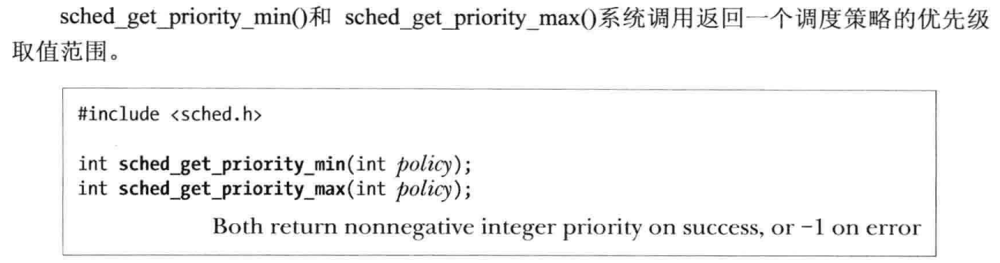 sched_get_priority_min()和 sched_get_priority_max()系统调用返回一个调度策略的优先级
取值范围。
#include <sched.h>
int sched_get_priority_min(int policy);
int sched_get_priority_max(int policy);
Both return nonnegative integer priority on success, or −1 on error